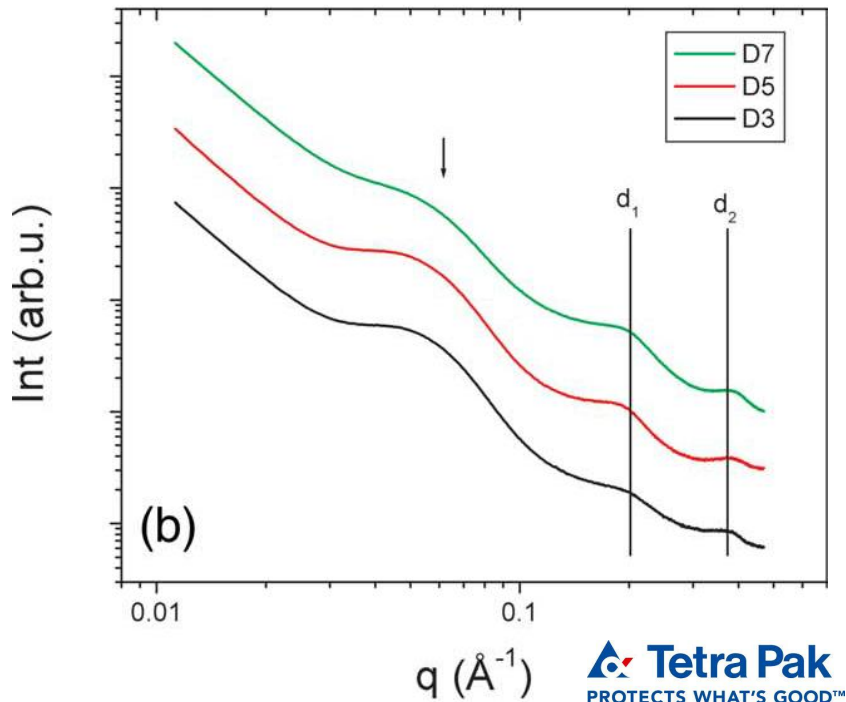 D7
D5
D3
d₁
d₂
Int (arb.u.)
(b)
0.01
0.1
q (Å⁻¹)
Tetra Pak
PROTECTS WHAT'S GOOD™